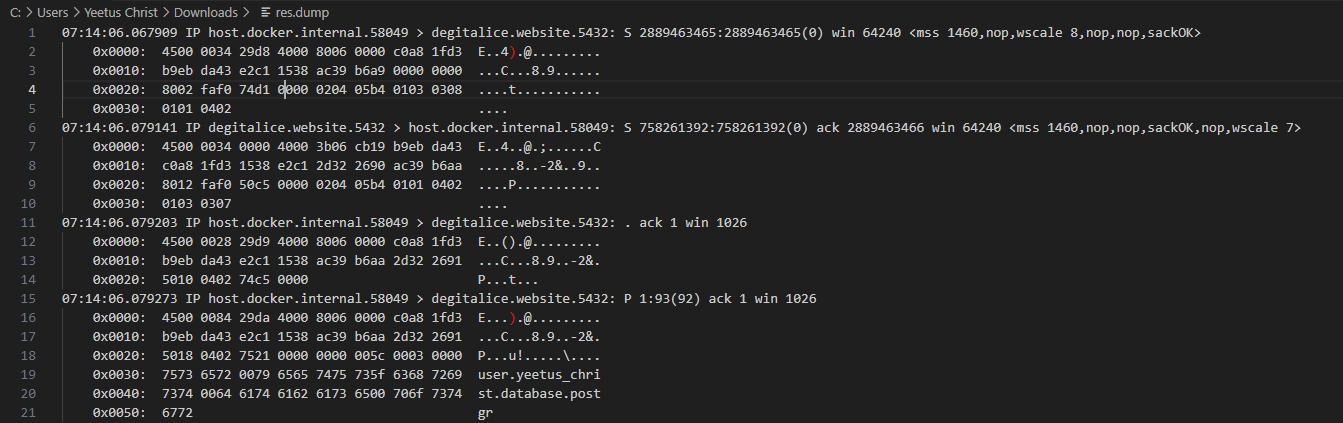 C: > Users > Yeetus Christ > Downloads > res.dump
1 07:14:06.067909 IP host.docker.internal.58049 > degitalice.website.5432: S 2889463465:2889463465(0) win 64240 <mss 1460,nop,wscale 8,nop,nop,sackOK>
2 0x0000: 4500 0034 29d8 4000 8006 0000 c0a8 1fd3 E..4).@.........
3 0x0010: b9eb da43 e2c1 1538 ac39 b6a9 0000 0000 ...C...8.9......
4 0x0020: 8002 faf0 74d1 0000 0204 05b4 0103 0308 ....t...........
5 0x0030: 0101 0402 ....
6 07:14:06.079141 IP degitalice.website.5432 > host.docker.internal.58049: S 758261392:758261392(0) ack 2889463466 win 64240 <mss 1460,nop,nop,sackOK,nop,wscale 7>
7 0x0000: 4500 0034 0000 4000 3b06 cb19 b9eb da43 E..4..@.;......C
8 0x0010: c0a8 1fd3 1538 e2c1 2d32 2690 ac39 b6aa .....8..-2&..9..
9 0x0020: 8012 faf0 50c5 0000 0204 05b4 0101 0402 ....P...........
10 0x0030: 0103 0307 ....
11 07:14:06.079203 IP host.docker.internal.58049 > degitalice.website.5432: . ack 1 win 1026
12 0x0000: 4500 0028 29d9 4000 8006 0000 c0a8 1fd3 E..().@.........
13 0x0010: b9eb da43 e2c1 1538 ac39 b6aa 2d32 2691 ...C...8.9..-2&.
14 0x0020: 5010 0402 74c5 0000 P...t...
15 07:14:06.079273 IP host.docker.internal.58049 > degitalice.website.5432: P 1:93(92) ack 1 win 1026
16 0x0000: 4500 0084 29da 4000 8006 0000 c0a8 1fd3 E...).@.........
17 0x0010: b9eb da43 e2c1 1538 ac39 b6aa 2d32 2691 ...C...8.9..-2&.
18 0x0020: 5018 0402 7521 0000 0000 005c 0003 0000 P...u!.....\....
19 0x0030: 7573 6572 0079 6565 7475 735f 6368 7269 user.yeetus_chri
20 0x0040: 7374 0064 6174 6162 6173 6500 706f 7374 st.database.post
21 0x0050: 6772 gr